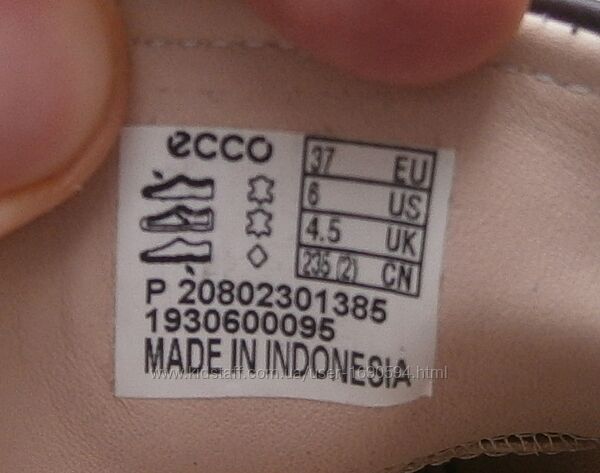 ecco
37 EU
6 US
4.5 UK
235 (2) CN
P 20802301385
1930600095
MADE IN INDONESIA
www.kidstaff.com.ua/user-1690594.html